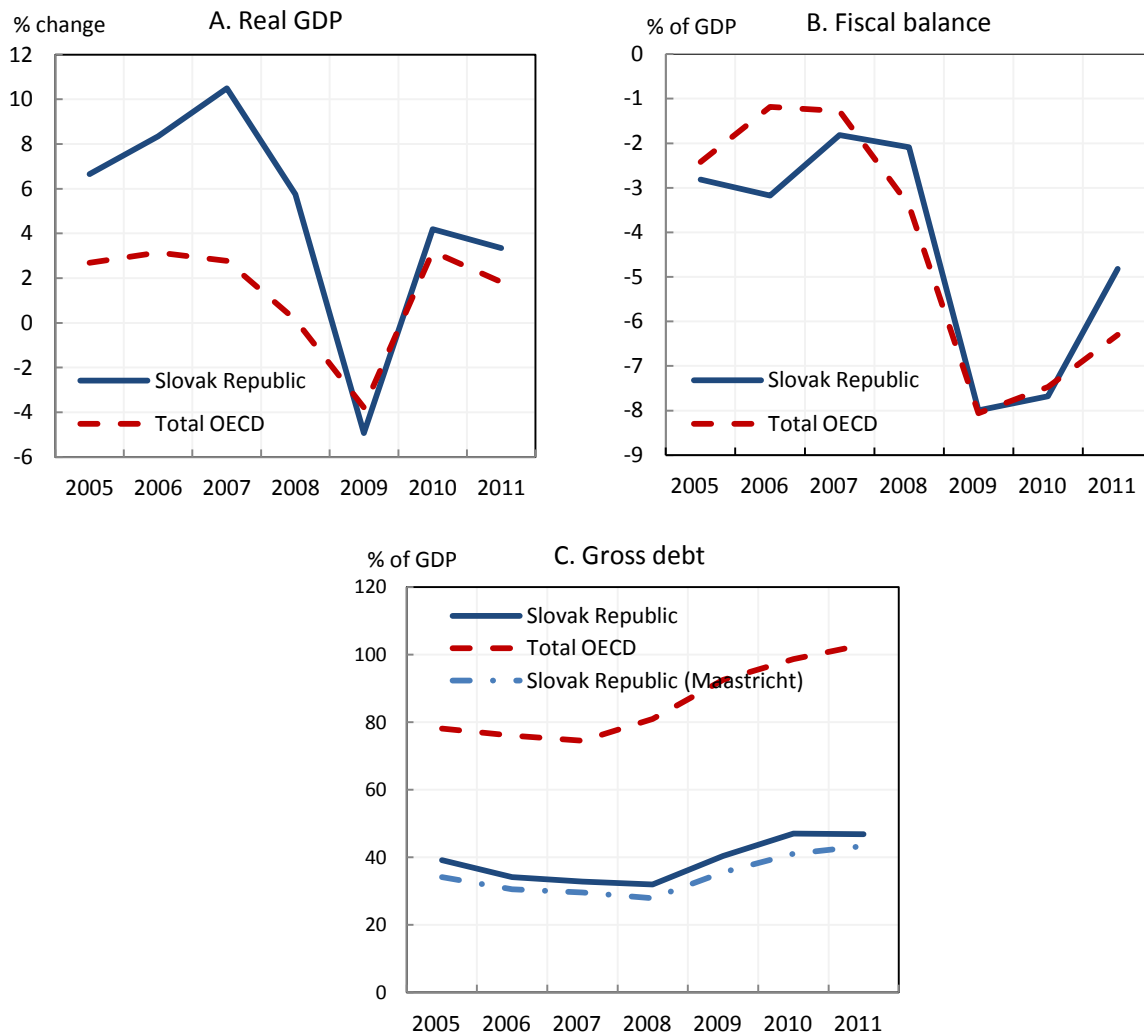 A. Real GDP
% change
12
10
8
6
4
2
0
-2
-4
-6
Slovak Republic
Total OECD
2005 2006 2007 2008 2009 2010 2011
B. Fiscal balance
% of GDP
0
-1
-2
-3
-4
-5
-6
-7
-8
-9
Slovak Republic
Total OECD
2005 2006 2007 2008 2009 2010 2011
C. Gross debt
% of GDP
120
100
80
60
40
20
0
Slovak Republic
Total OECD
Slovak Republic (Maastricht)
2005 2006 2007 2008 2009 2010 2011